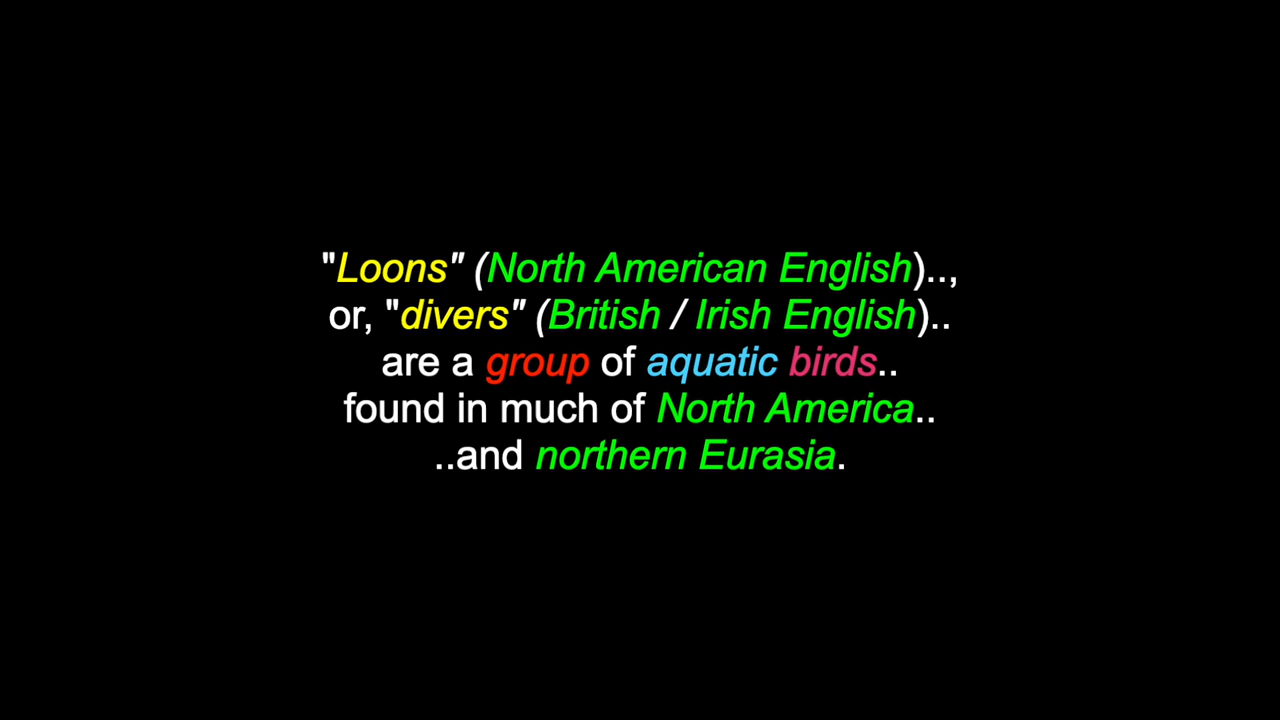 "Loons" (North American English)..,
or, "divers" (British / Irish English)..
are a group of aquatic birds..
found in much of North America..
..and northern Eurasia.